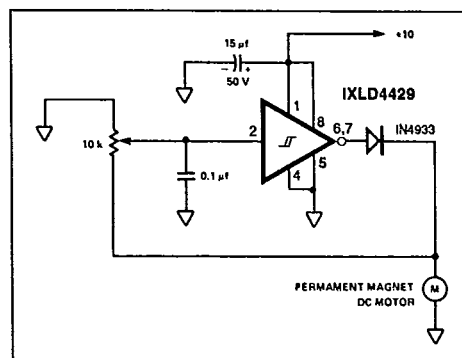 15 µf
+10
− +
50 V
IXLD4429
1
8
2
6,7
IN4933
10 k
5
4
0.1 µf
PERMAMENT MAGNET
M
DC MOTOR